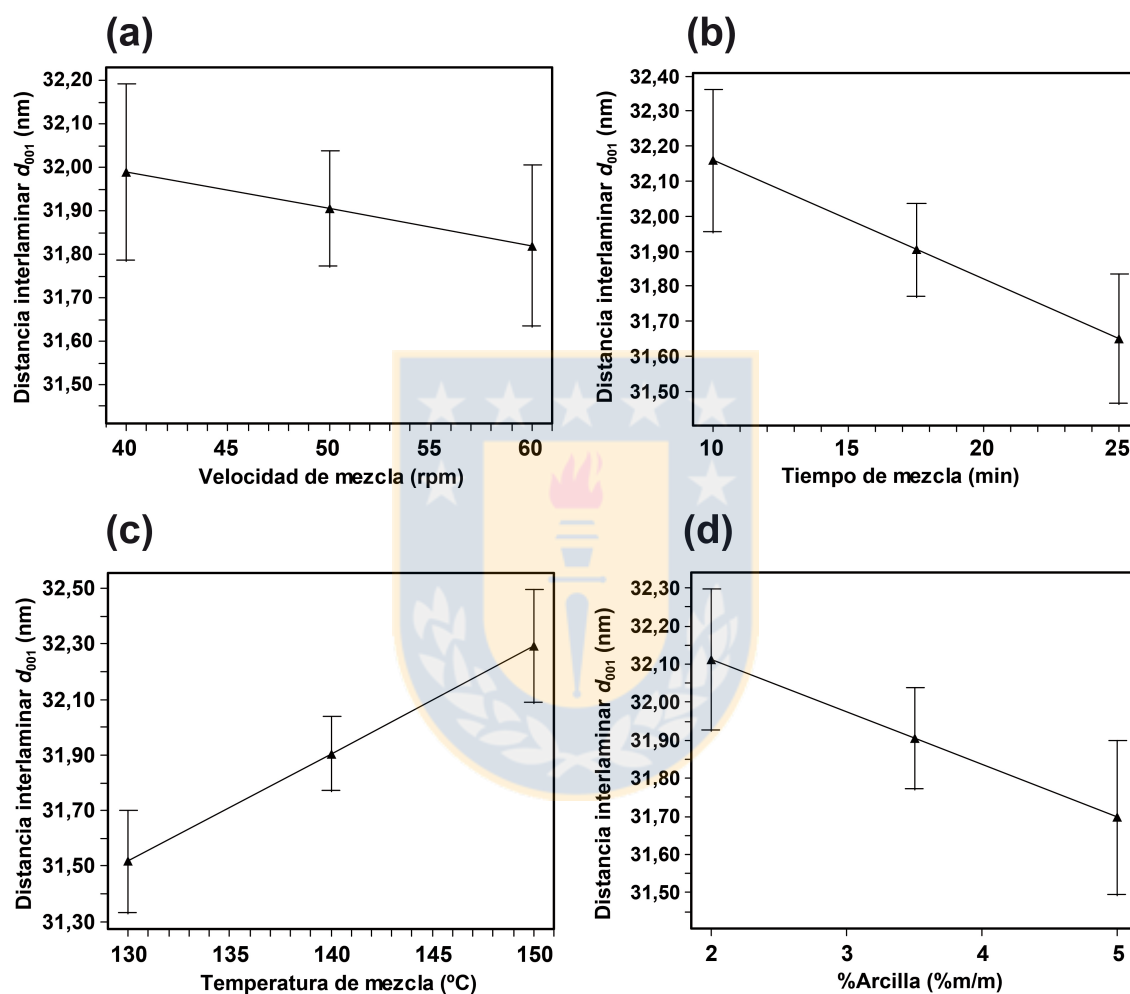 (a)
Distancia interlaminar d001 (nm)
32,20
32,10
32,00
31,90
31,80
31,70
31,60
31,50
40 45 50 55 60
Velocidad de mezcla (rpm)
(b)
Distancia interlaminar d001 (nm)
32,40
32,30
32,20
32,10
32,00
31,90
31,80
31,70
31,60
31,50
10 15 20 25
Tiempo de mezcla (min)
(c)
Distancia interlaminar d001 (nm)
32,50
32,30
32,10
31,90
31,70
31,50
31,30
130 135 140 145 150
Temperatura de mezcla (ºC)
(d)
Distancia interlaminar d001 (nm)
32,30
32,20
32,10
32,00
31,90
31,80
31,70
31,60
31,50
2 3 4 5
%Arcilla (%m/m)